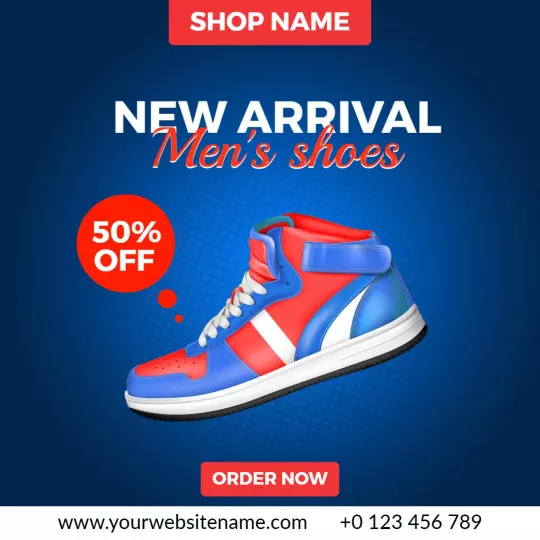 SHOP NAME
NEW ARRIVAL
Men's shoes
50%
OFF
ORDER NOW
www.yourwebsitename.com +0 123 456 789